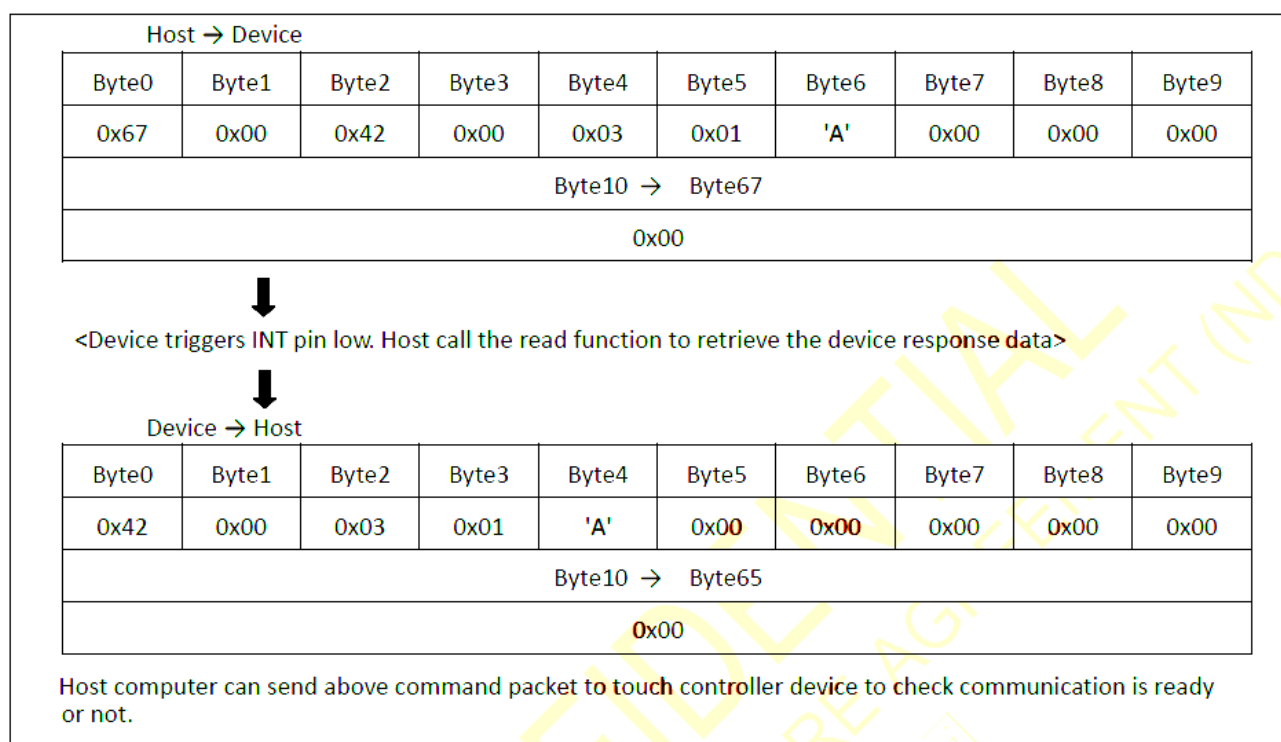 Host → Device
Byte0 Byte1 Byte2 Byte3 Byte4 Byte5 Byte6 Byte7 Byte8 Byte9
0x67 0x00 0x42 0x00 0x03 0x01 'A' 0x00 0x00 0x00
Byte10 → Byte67
0x00
<Device triggers INT pin low. Host call the read function to retrieve the device response data>
Device → Host
Byte0 Byte1 Byte2 Byte3 Byte4 Byte5 Byte6 Byte7 Byte8 Byte9
0x42 0x00 0x03 0x01 'A' 0x00 0x00 0x00 0x00 0x00
Byte10 → Byte65
0x00
Host computer can send above command packet to touch controller device to check communication is ready
or not.